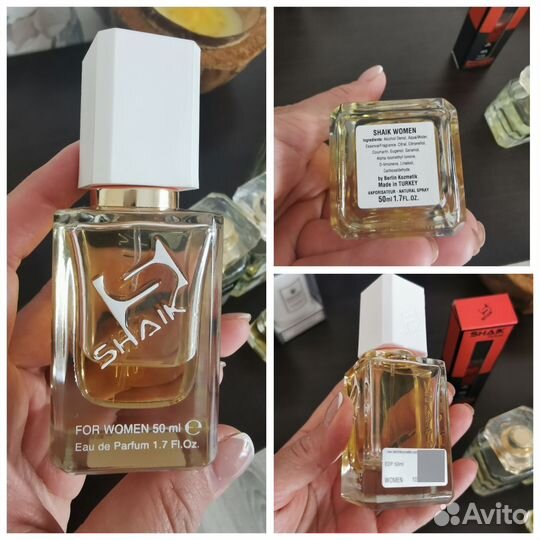 SHAIK
FOR WOMEN 50 ml ℮
Eau de Parfum 1.7 Fl.Oz.
SHAIK WOMEN
Ingredients: Alcohol Denat, Aqua/Water,
Essence/Fragrance, Citral, Citronellol,
Coumarin, Eugenol, Geraniol,
Alpha Isomethyl Ionone,
D-limonene, Linalool,
by Berlin Kozmetik
Made in TURKEY
VAPORISATEUR - NATURAL SPRAY
50ml 1.7FL.OZ.
SHAIK
EDP 50ml
WOMEN
Avito